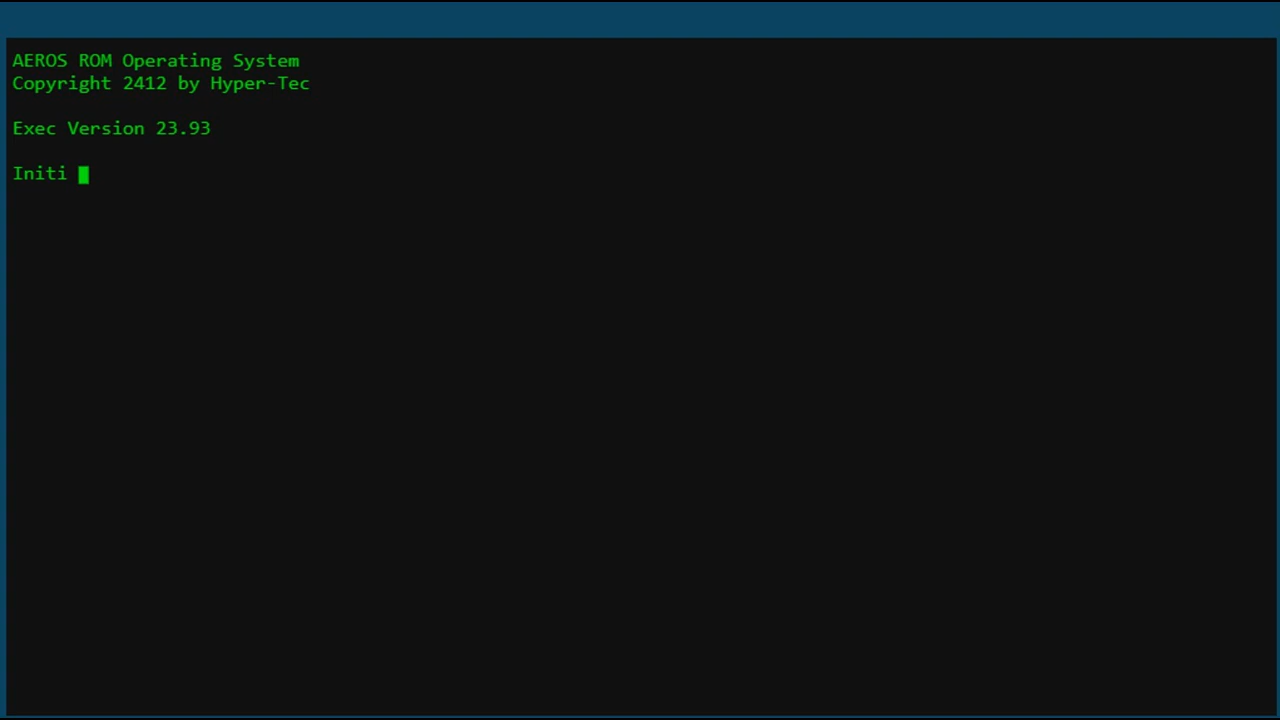 AEROS ROM Operating System
Copyright 2412 by Hyper-Tec
Exec Version 23.93
Initi